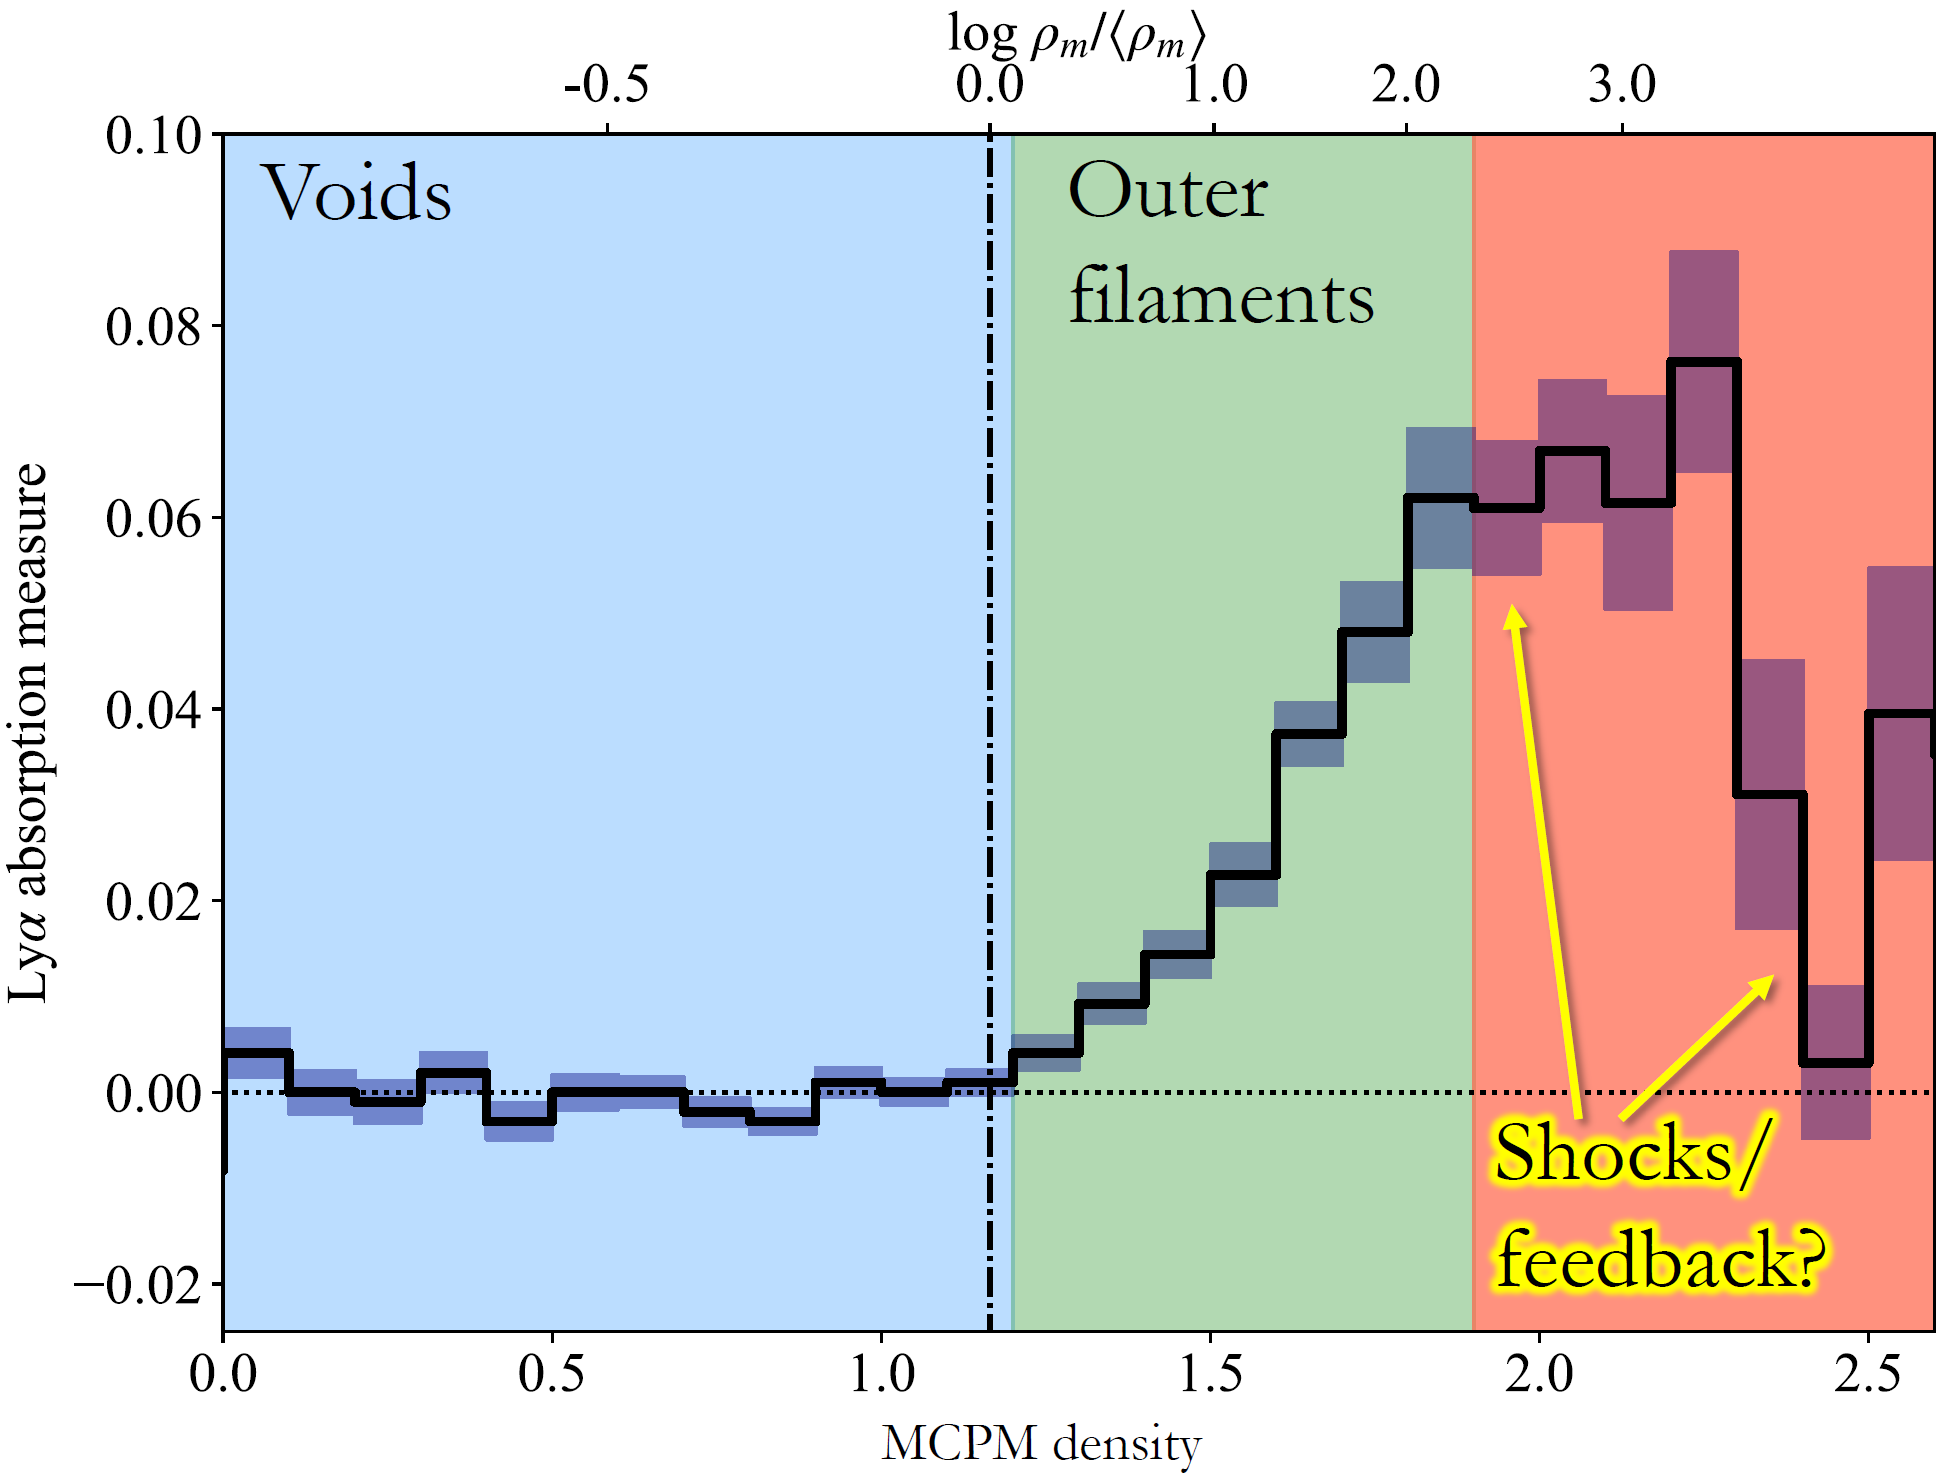 log ρₘ/⟨ρₘ⟩
-0.5 0.0 1.0 2.0 3.0
0.10
Voids
Outer
filaments
0.08
0.06
0.04
0.02
0.00
−0.02
Lyα absorption measure
Shocks/
feedback?
0.0 0.5 1.0 1.5 2.0 2.5
MCPM density